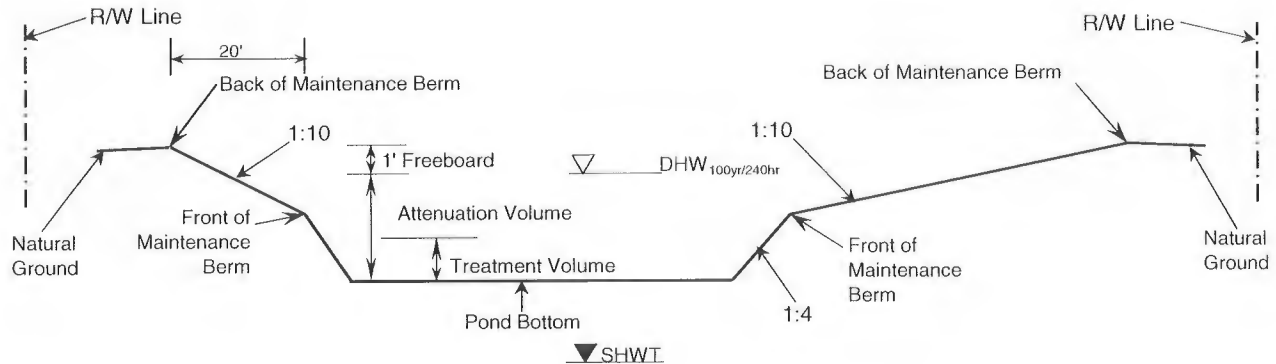 R/W Line
R/W Line
20'
Back of Maintenance Berm
Back of Maintenance Berm
1:10
1:10
1' Freeboard
DHW100yr/240hr
Attenuation Volume
Front of
Maintenance
Berm
Natural
Ground
Treatment Volume
Front of
Maintenance
Berm
Natural
Ground
Pond Bottom
1:4
SHWT